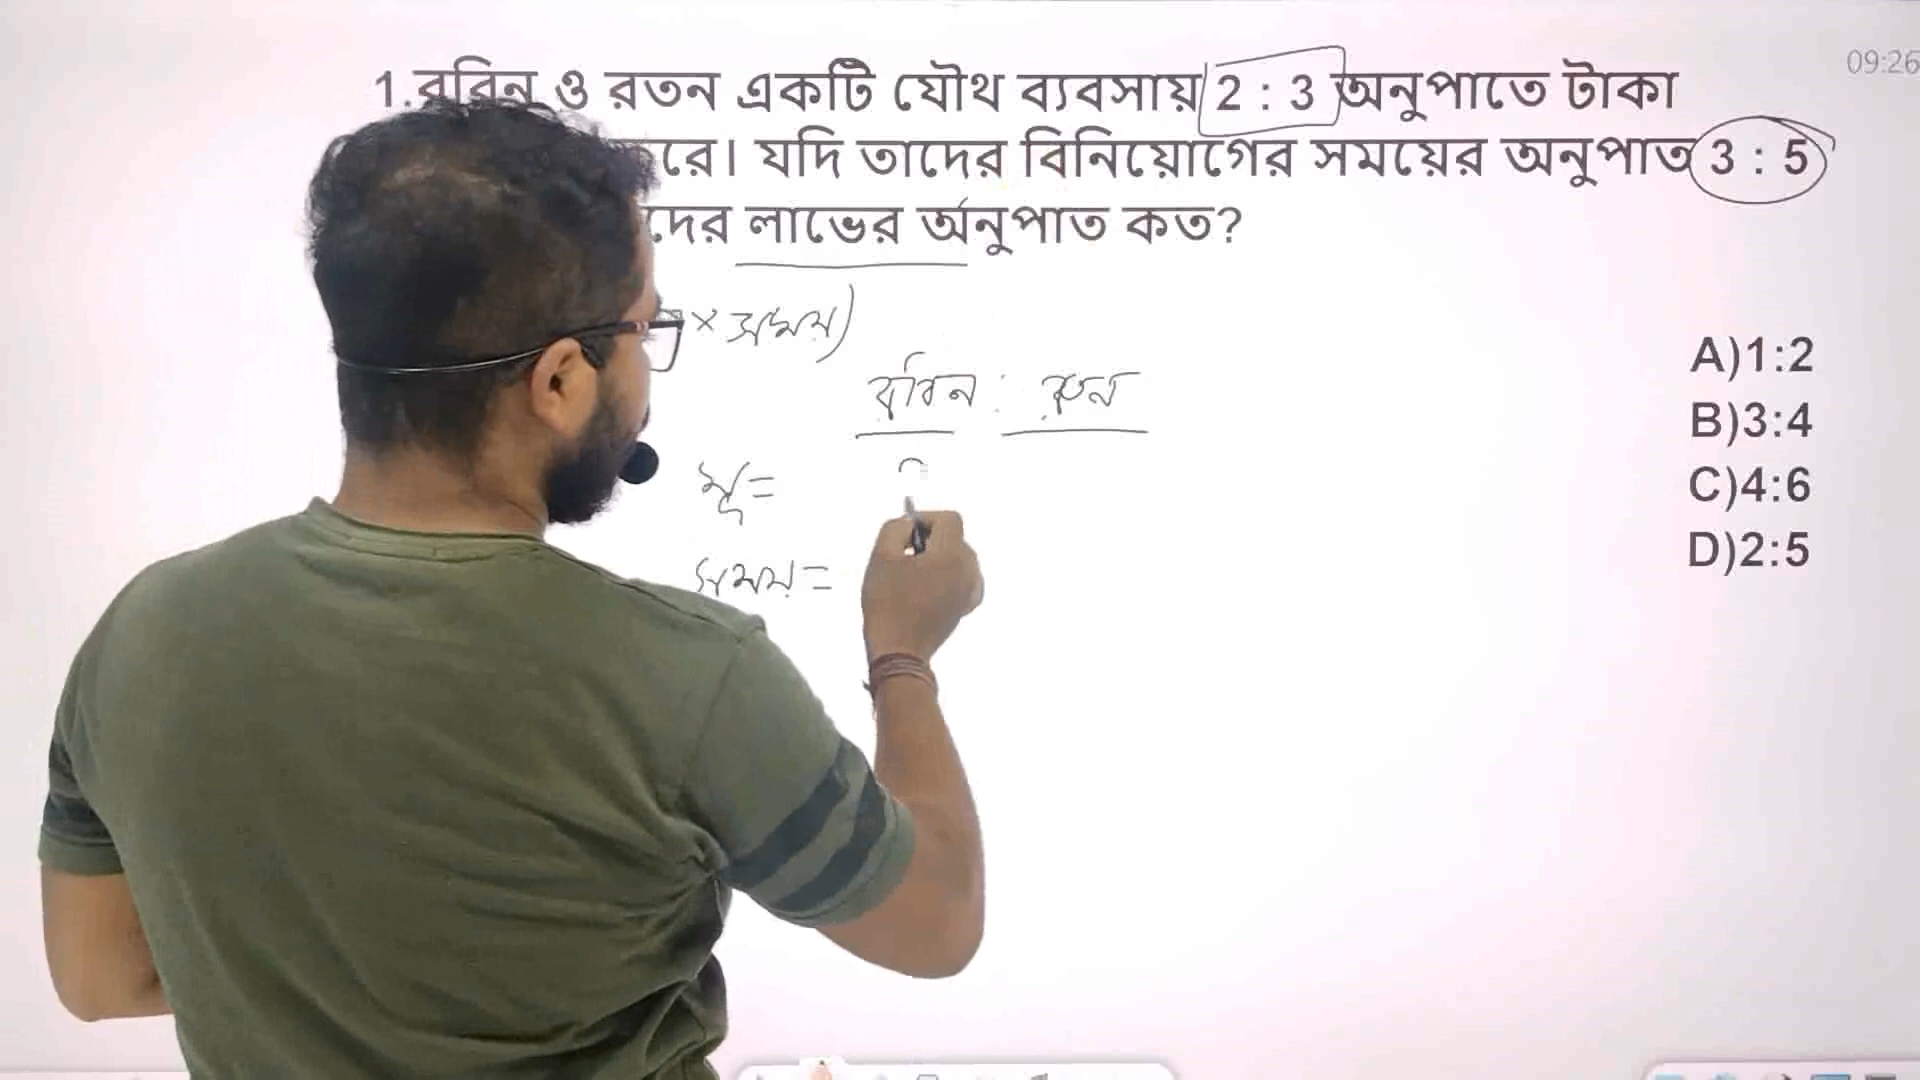 09:26
1.রবিন ও রতন একটি যৌথ ব্যবসায় 2 : 3 অনুপাতে টাকা
রে। যদি তাদের বিনিয়োগের সময়ের অনুপাত 3 : 5
দের লাভের অনুপাত কত?
× সময়)
রবিন : রতন
মূ=
সময়=
A)1:2
B)3:4
C)4:6
D)2:5